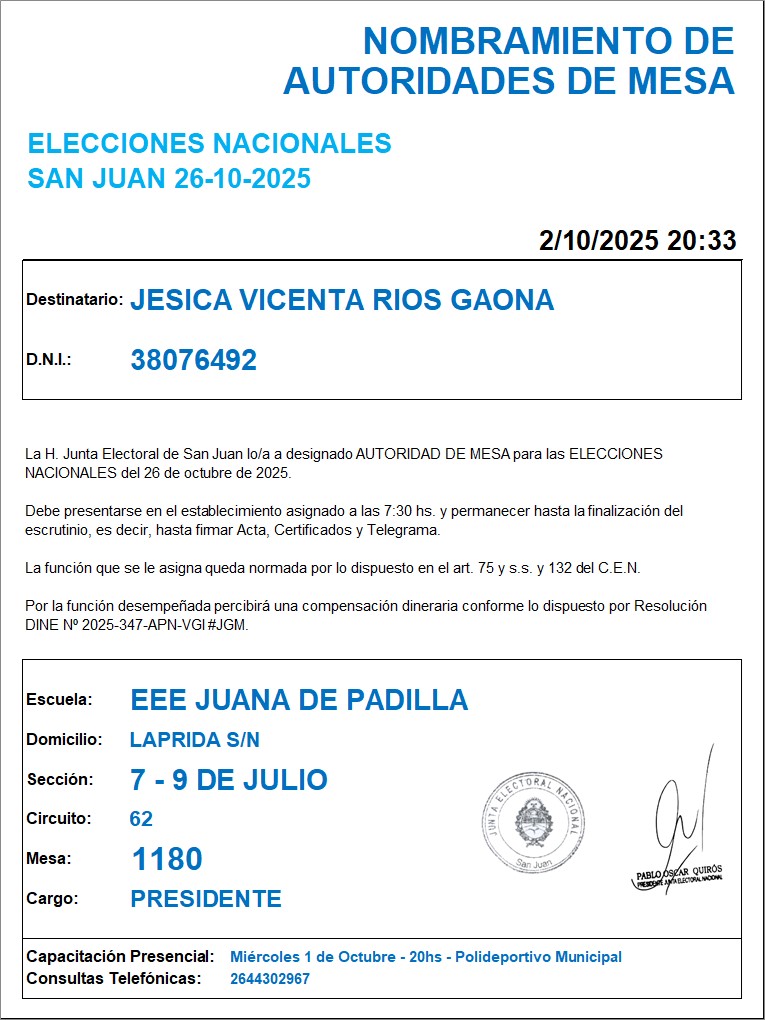 NOMBRAMIENTO DE
AUTORIDADES DE MESA
ELECCIONES NACIONALES
SAN JUAN 26-10-2025
2/10/2025 20:33
Destinatario: JESICA VICENTA RIOS GAONA
D.N.I.: 38076492
La H. Junta Electoral de San Juan lo/a a designado AUTORIDAD DE MESA para las ELECCIONES
NACIONALES del 26 de octubre de 2025.
Debe presentarse en el establecimiento asignado a las 7:30 hs. y permanecer hasta la finalización del
escrutinio, es decir, hasta firmar Acta, Certificados y Telegrama.
La función que se le asigna queda normada por lo dispuesto en el art. 75 y s.s. y 132 del C.E.N.
Por la función desempeñada percibirá una compensación dineraria conforme lo dispuesto por Resolución
DINE Nº 2025-347-APN-VGI#JGM.
Escuela: EEE JUANA DE PADILLA
Domicilio: LAPRIDA S/N
Sección: 7 - 9 DE JULIO
Circuito: 62
Mesa: 1180
Cargo: PRESIDENTE
JUNTA ELECTORAL NACIONAL
San Juan
PABLO OSCAR QUIRÓS
PRESIDENTE JUNTA ELECTORAL NACIONAL
Capacitación Presencial: Miércoles 1 de Octubre - 20hs - Polideportivo Municipal
Consultas Telefónicas: 2644302967